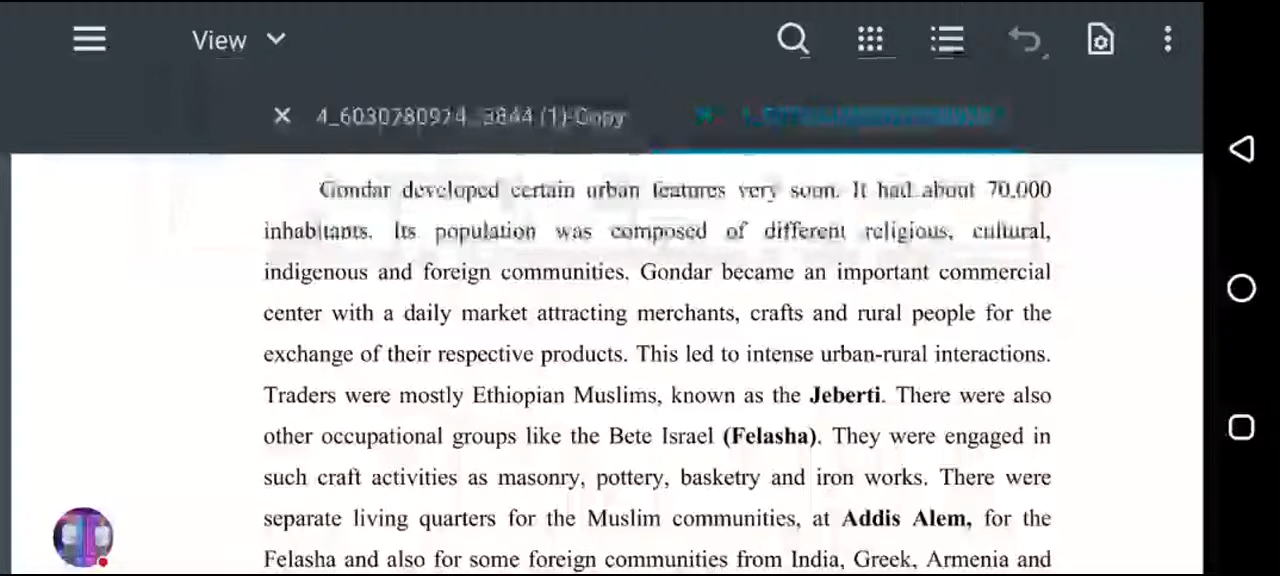 View
4_6030780974...3844 (1)-Copy
Gondar developed certain urban features very soon. It had about 70,000
inhabitants. Its population was composed of different religious, cultural,
indigenous and foreign communities. Gondar became an important commercial
center with a daily market attracting merchants, crafts and rural people for the
exchange of their respective products. This led to intense urban-rural interactions.
Traders were mostly Ethiopian Muslims, known as the Jeberti. There were also
other occupational groups like the Bete Israel (Felasha). They were engaged in
such craft activities as masonry, pottery, basketry and iron works. There were
separate living quarters for the Muslim communities, at Addis Alem, for the
Felasha and also for some foreign communities from India, Greek, Armenia and